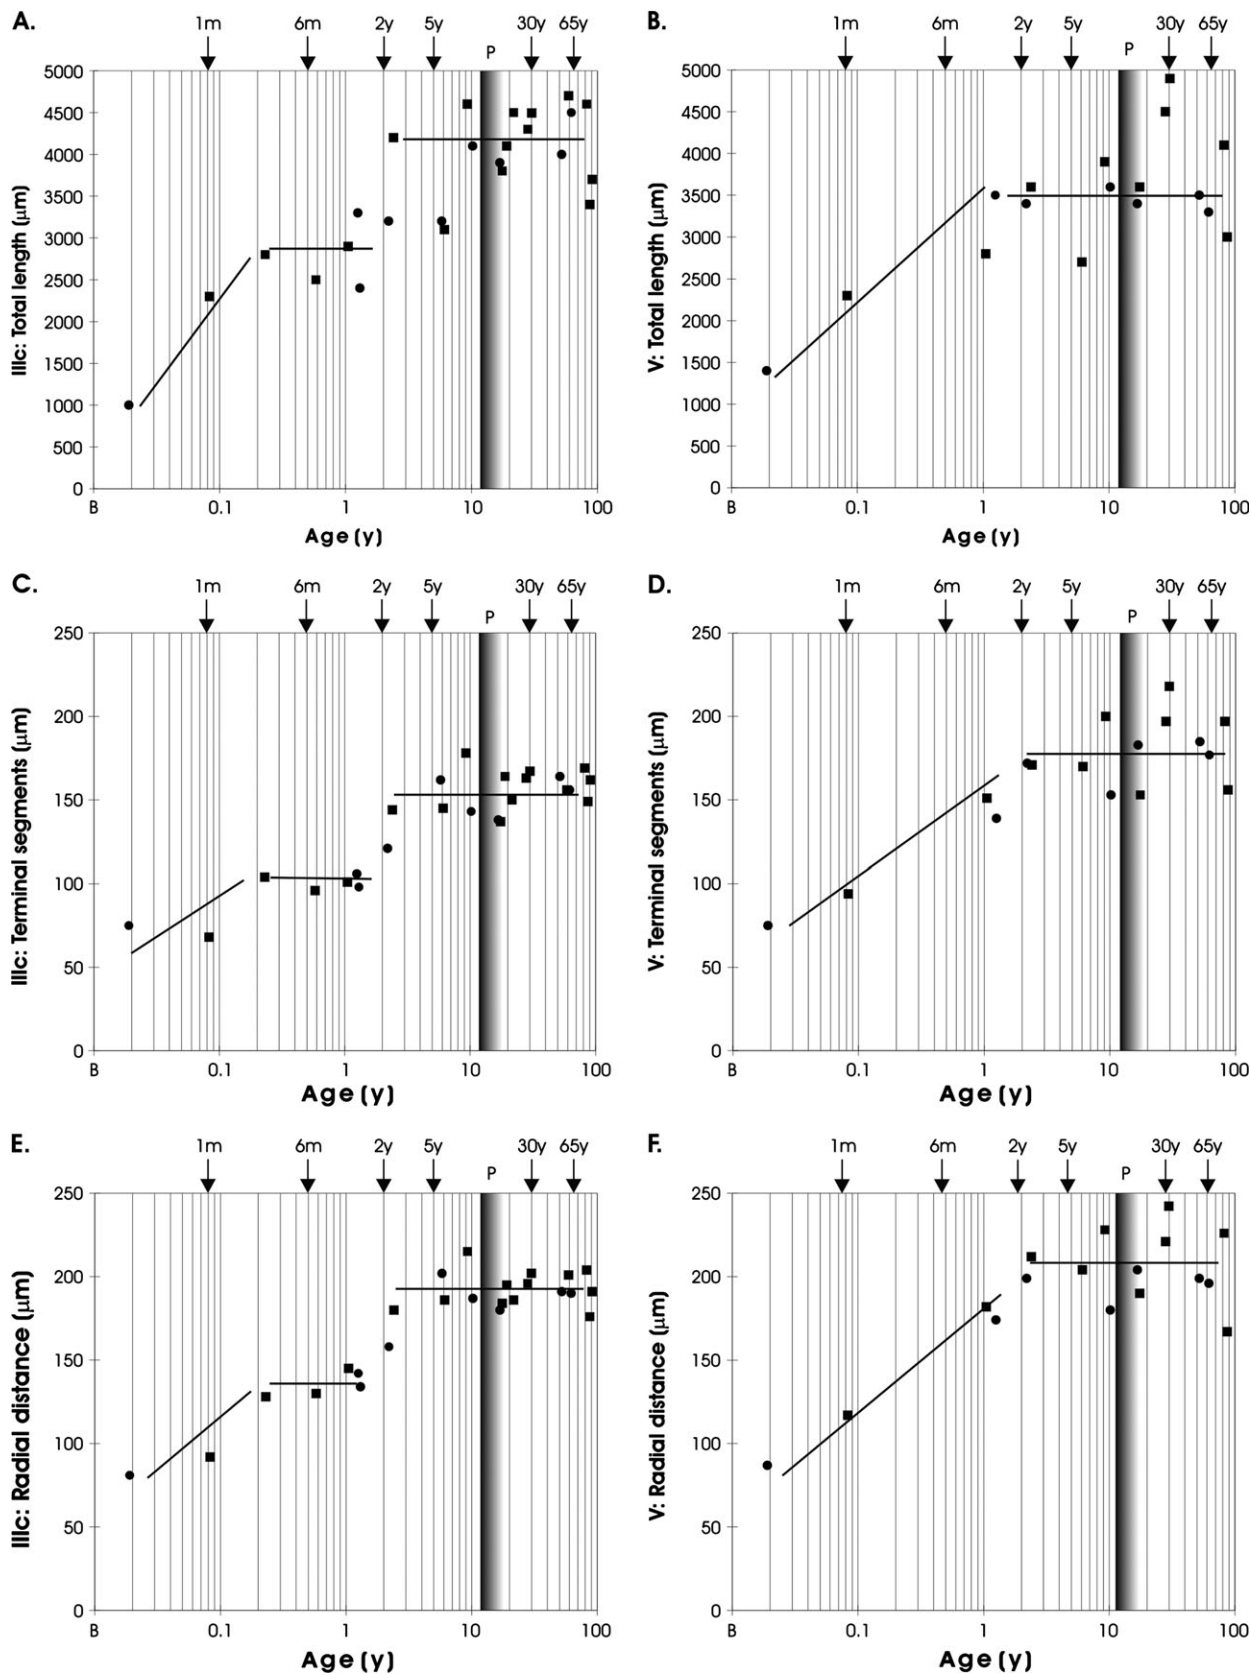 A.
1m 6m 2y 5y P 30y 65y
5000
4500
4000
3500
3000
2500
2000
1500
1000
500
0
IIIc: Total length (μm)
B 0.1 1 10 100
Age (y)
B.
1m 6m 2y 5y P 30y 65y
5000
4500
4000
3500
3000
2500
2000
1500
1000
500
0
V: Total length (μm)
B 0.1 1 10 100
Age (y)
C.
1m 6m 2y 5y P 30y 65y
250
200
150
100
50
0
IIIc: Terminal segments (μm)
B 0.1 1 10 100
Age (y)
D.
1m 6m 2y 5y P 30y 65y
250
200
150
100
50
0
V: Terminal segments (μm)
B 0.1 1 10 100
Age (y)
E.
1m 6m 2y 5y P 30y 65y
250
200
150
100
50
0
IIIc: Radial distance (μm)
B 0.1 1 10 100
Age (y)
F.
1m 6m 2y 5y P 30y 65y
250
200
150
100
50
0
V: Radial distance (μm)
B 0.1 1 10 100
Age (y)